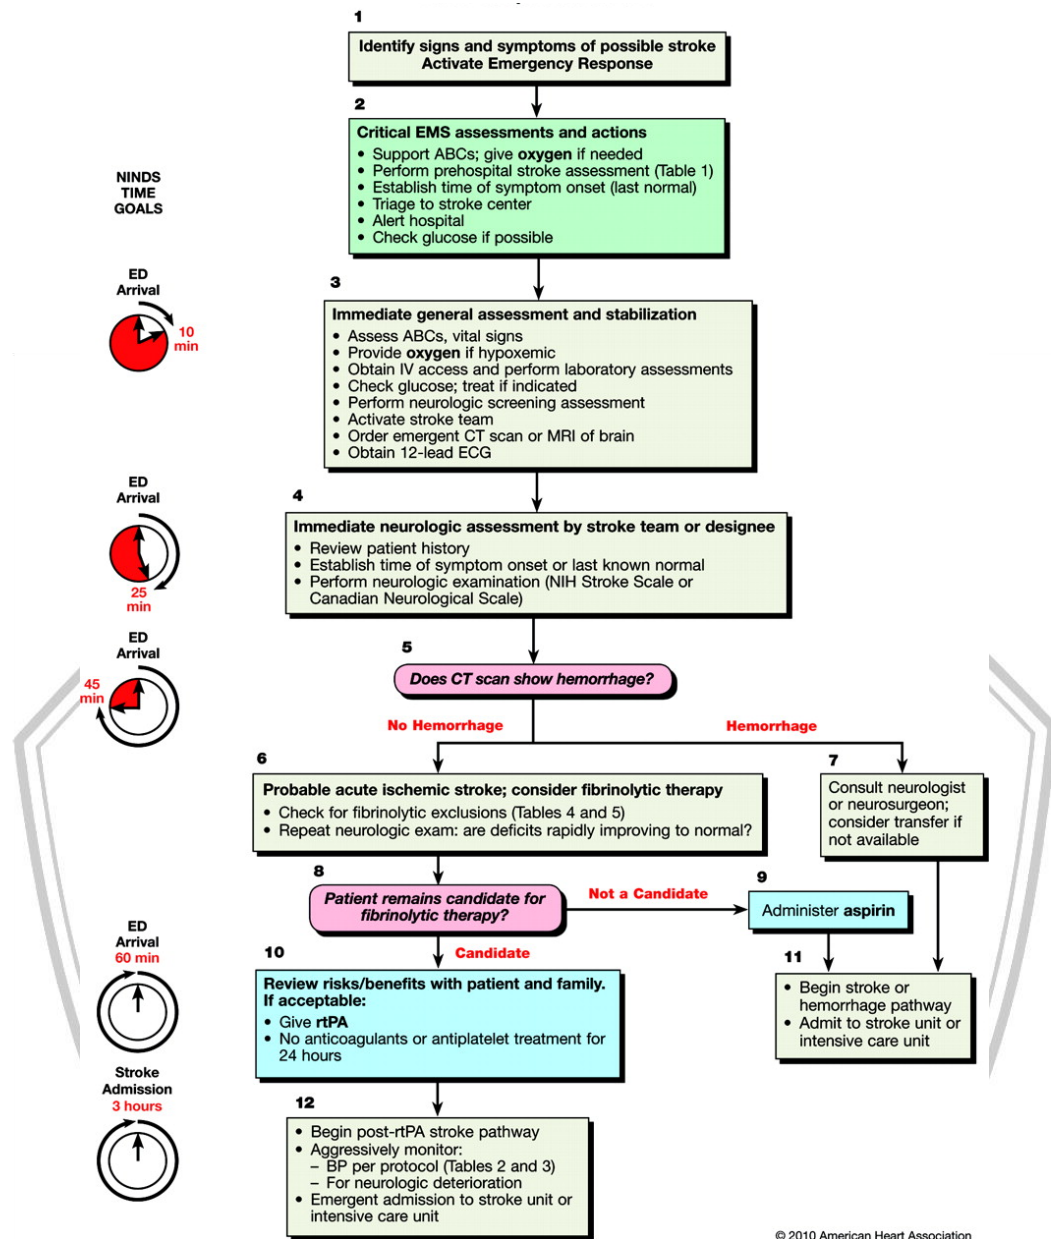 1
Identify signs and symptoms of possible stroke
Activate Emergency Response
2
Critical EMS assessments and actions
• Support ABCs; give oxygen if needed
• Perform prehospital stroke assessment (Table 1)
• Establish time of symptom onset (last normal)
• Triage to stroke center
• Alert hospital
• Check glucose if possible
NINDS
TIME
GOALS
ED
Arrival
10
min
3
Immediate general assessment and stabilization
• Assess ABCs, vital signs
• Provide oxygen if hypoxemic
• Obtain IV access and perform laboratory assessments
• Check glucose; treat if indicated
• Perform neurologic screening assessment
• Activate stroke team
• Order emergent CT scan or MRI of brain
• Obtain 12-lead ECG
ED
Arrival
25
min
4
Immediate neurologic assessment by stroke team or designee
• Review patient history
• Establish time of symptom onset or last known normal
• Perform neurologic examination (NIH Stroke Scale or
Canadian Neurological Scale)
ED
Arrival
45
min
5
Does CT scan show hemorrhage?
No Hemorrhage
Hemorrhage
6
Probable acute ischemic stroke; consider fibrinolytic therapy
• Check for fibrinolytic exclusions (Tables 4 and 5)
• Repeat neurologic exam: are deficits rapidly improving to normal?
7
Consult neurologist
or neurosurgeon;
consider transfer if
not available
8
Patient remains candidate for
fibrinolytic therapy?
Not a Candidate
9
Administer aspirin
Candidate
ED
Arrival
60 min
10
Review risks/benefits with patient and family.
If acceptable:
• Give rtPA
• No anticoagulants or antiplatelet treatment for
24 hours
11
• Begin stroke or
hemorrhage pathway
• Admit to stroke unit or
intensive care unit
Stroke
Admission
3 hours
12
• Begin post-rtPA stroke pathway
• Aggressively monitor:
– BP per protocol (Tables 2 and 3)
– For neurologic deterioration
• Emergent admission to stroke unit or
intensive care unit
© 2010 American Heart Association